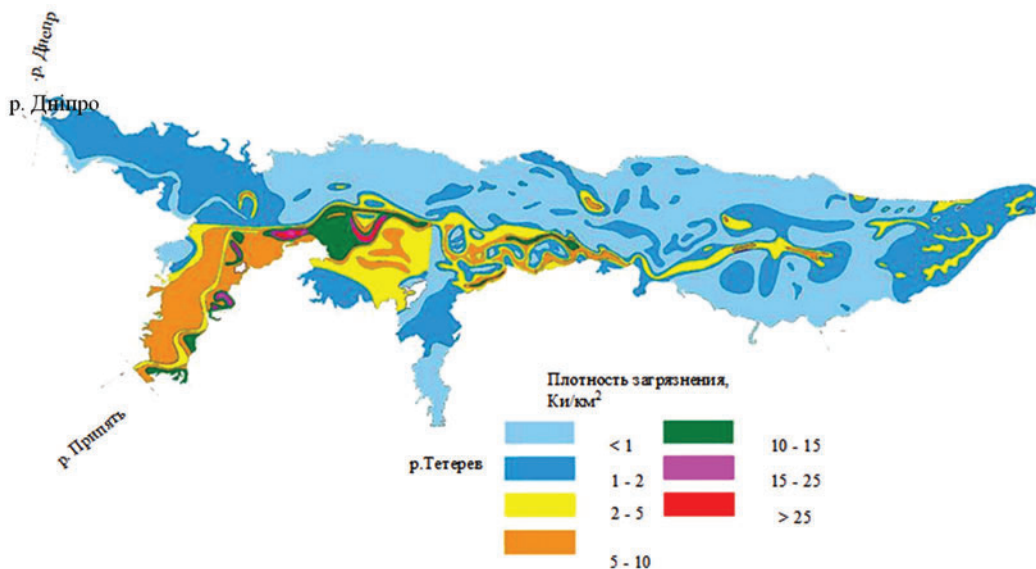 р. Днепр
р. Дніпро
р. Припять
р.Тетерев
Плотность загрязнения,
Ки/км²
< 1
1 - 2
2 - 5
5 - 10
10 - 15
15 - 25
> 25